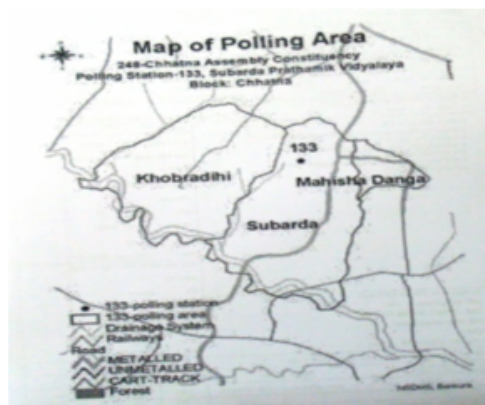 Map of Polling Area
248-Chhatna Assembly Constituency
Polling Station-133, Subarda Prathamik Vidyalaya
Block: Chhatna
133
Khobradihi
Mahisha Danga
Subarda
133-polling station
133-polling area
Drainage System
Railways
Road
METALLED
UNMETALLED
CART-TRACK
Forest
Bankura